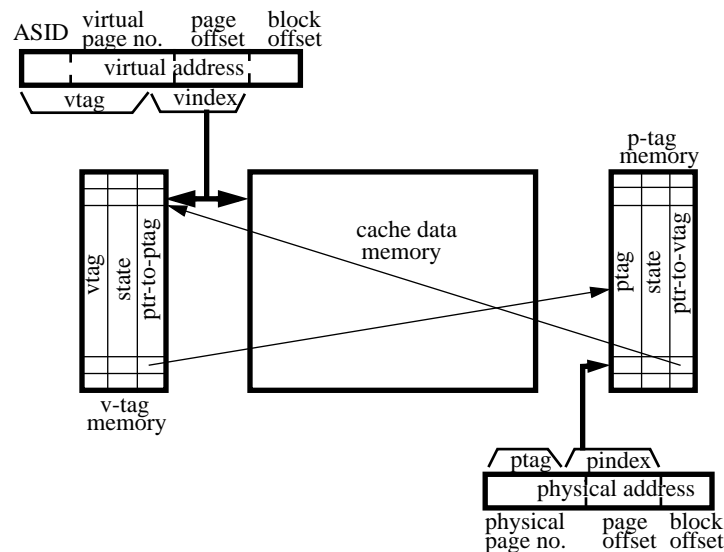 ASID
virtual
page no.
page
offset
block
offset
virtual address
vtag
vindex
p-tag
memory
vtag
state
ptr-to-ptag
cache data
memory
ptag
state
ptr-to-vtag
v-tag
memory
ptag
pindex
physical address
physical
page no.
page
offset
block
offset